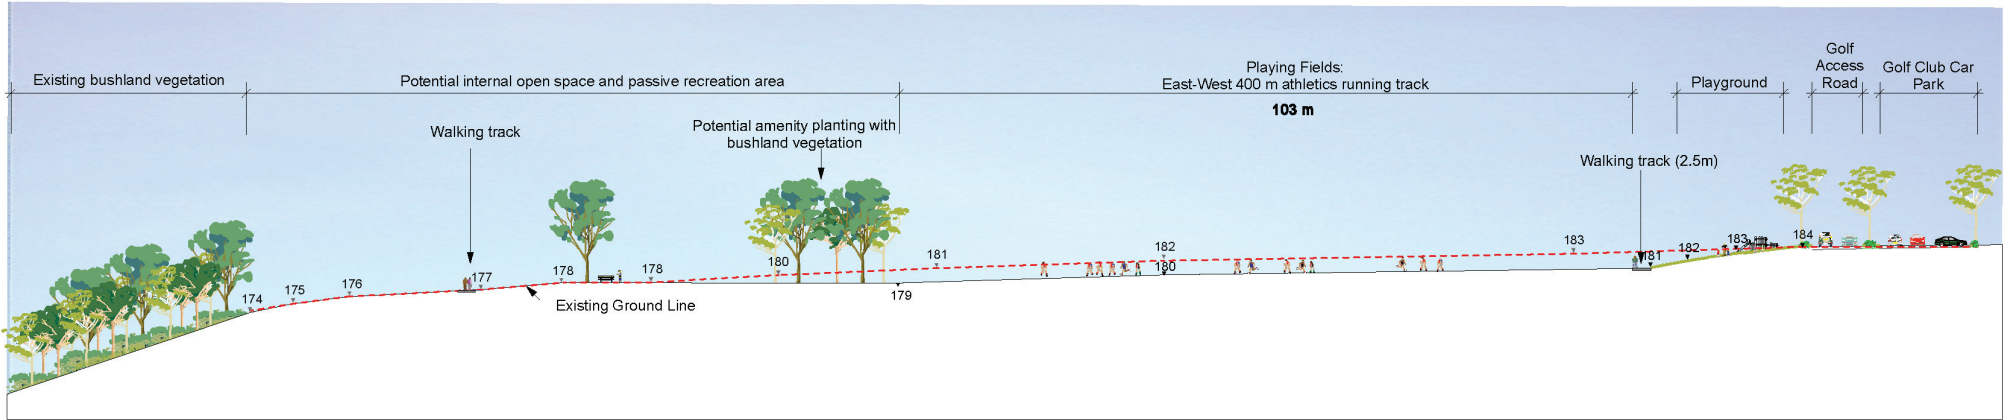 Existing bushland vegetation
Potential internal open space and passive recreation area
Playing Fields:
East-West 400 m athletics running track
103 m
Playground
Golf
Access
Road
Golf Club Car
Park
Walking track
Potential amenity planting with
bushland vegetation
Walking track (2.5m)
174
175
176
177
178
178
180
181
182
180
183
181
182
183
184
179
Existing Ground Line